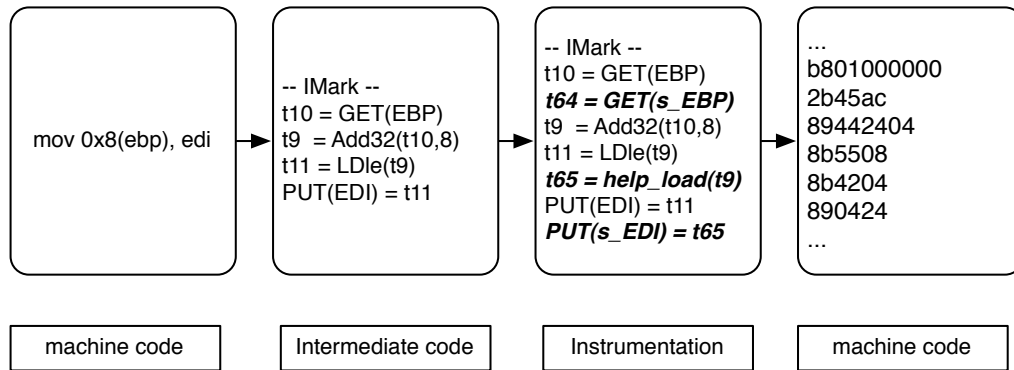 mov 0x8(ebp), edi
-- IMark --
t10 = GET(EBP)
t9 = Add32(t10,8)
t11 = LDle(t9)
PUT(EDI) = t11
-- IMark --
t10 = GET(EBP)
t64 = GET(s_EBP)
t9 = Add32(t10,8)
t11 = LDle(t9)
t65 = help_load(t9)
PUT(EDI) = t11
PUT(s_EDI) = t65
...
b801000000
2b45ac
89442404
8b5508
8b4204
890424
...
machine code
Intermediate code
Instrumentation
machine code